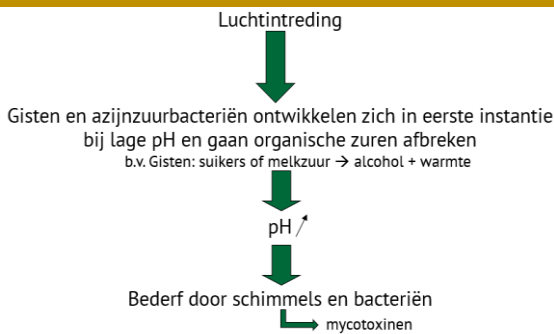 Luchtintreding
Gisten en azijnzuurbacteriën ontwikkelen zich in eerste instantie
bij lage pH en gaan organische zuren afbreken
b.v. Gisten: suikers of melkzuur → alcohol + warmte
pH
Bederf door schimmels en bacteriën
mycotoxinen